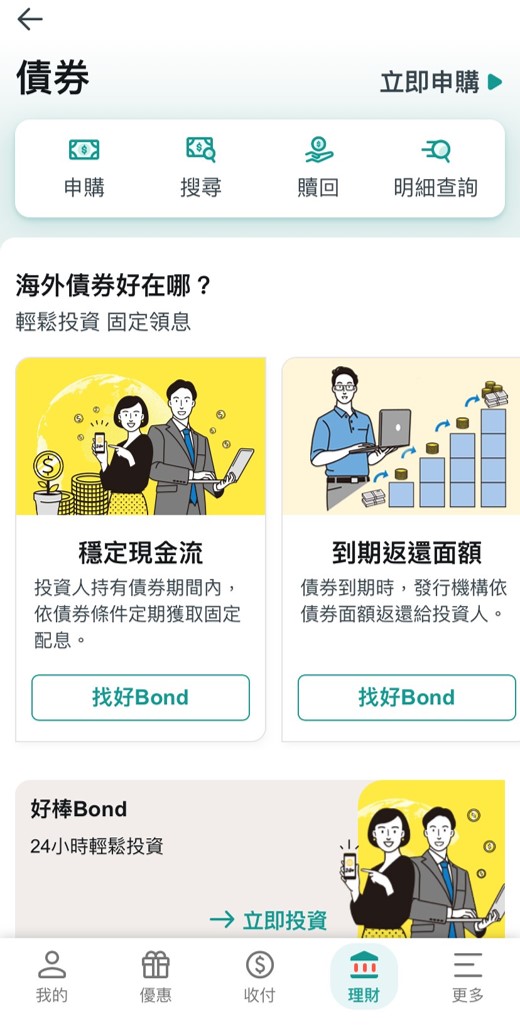 債券
立即申購
申購
搜尋
贖回
明細查詢
海外債券好在哪？
輕鬆投資 固定領息
穩定現金流
投資人持有債券期間內，
依債券條件定期獲取固定
配息。
找好Bond
到期返還面額
債券到期時，發行機構依
債券面額返還給投資人。
找好Bond
好棒Bond
24小時輕鬆投資
立即投資
我的
優惠
收付
理財
更多